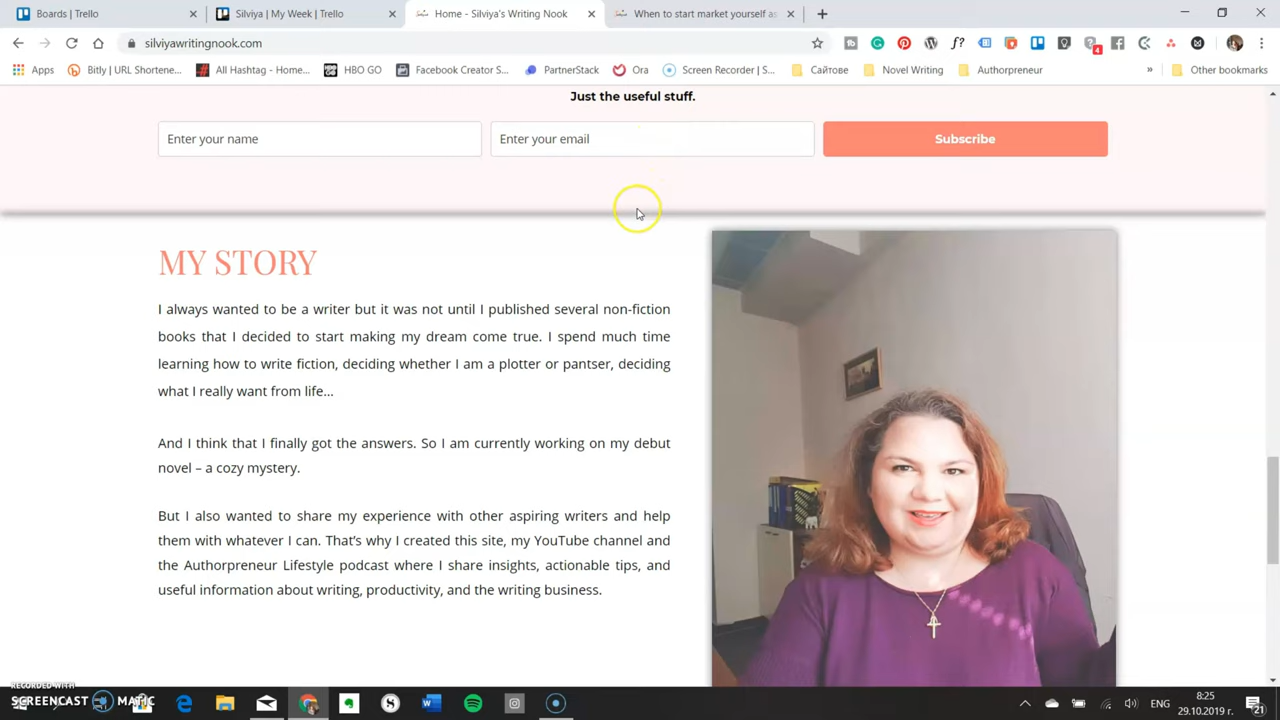 Boards | Trello
Silviya | My Week | Trello
Home - Silviya's Writing Nook
When to start market yourself as
silviyawritingnook.com
f?
4
Apps
Bitly | URL Shortene...
All Hashtag - Home...
HBO GO
Facebook Creator S...
PartnerStack
Ora
Screen Recorder | S...
Сайтове
Novel Writing
Authorpreneur
»
Other bookmarks
Just the useful stuff.
Enter your name
Enter your email
Subscribe
MY STORY
I always wanted to be a writer but it was not until I published several non-fiction
books that I decided to start making my dream come true. I spend much time
learning how to write fiction, deciding whether I am a plotter or pantser, deciding
what I really want from life...
And I think that I finally got the answers. So I am currently working on my debut
novel – a cozy mystery.
But I also wanted to share my experience with other aspiring writers and help
them with whatever I can. That's why I created this site, my YouTube channel and
the Authorpreneur Lifestyle podcast where I share insights, actionable tips, and
useful information about writing, productivity, and the writing business.
RECORDED WITH
SCREENCAST MATIC
ENG
8:25
29.10.2019 г.
21